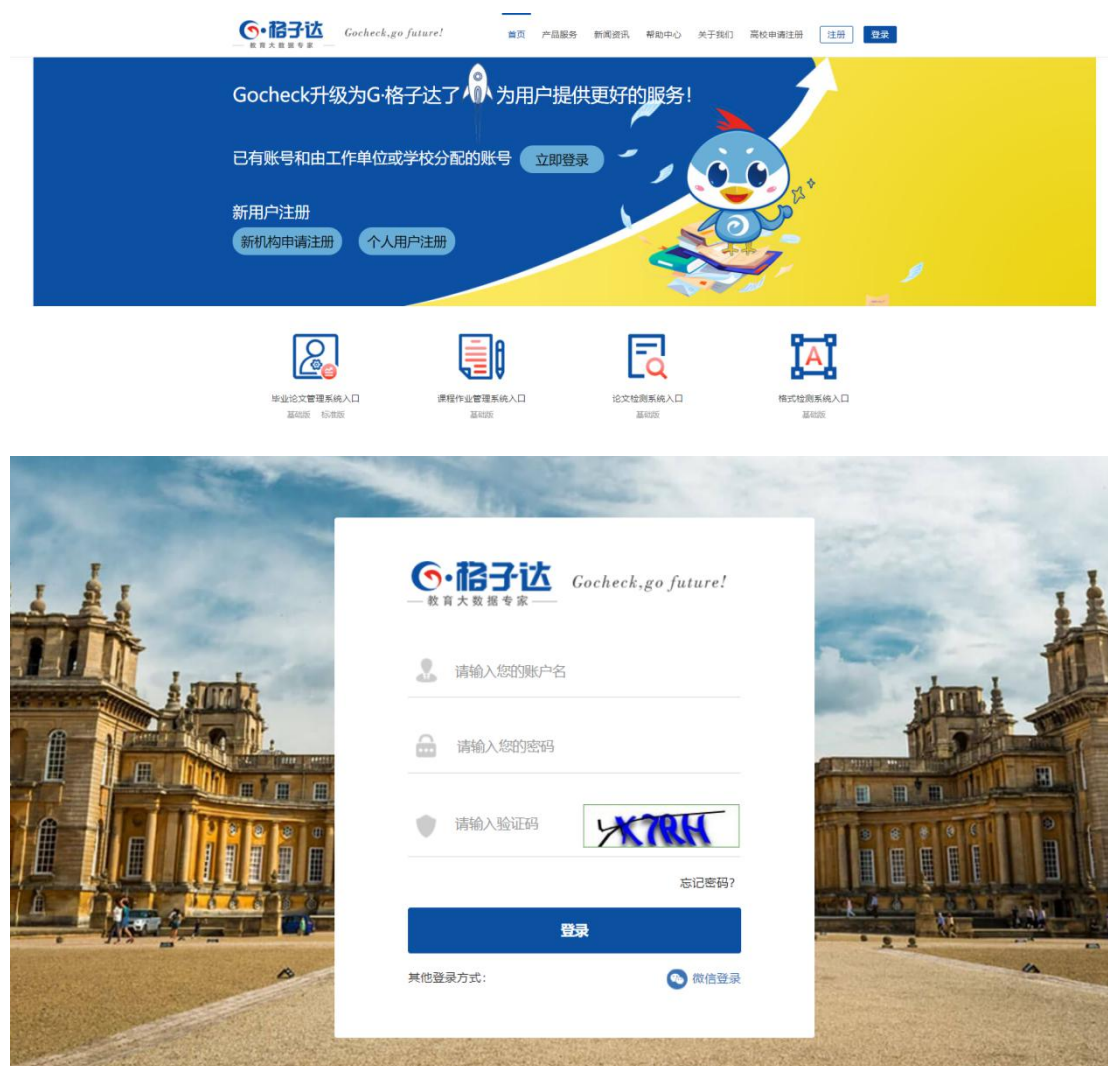 G·格子达
教育大数据专家
Gocheck,go future!
首页 产品服务 新闻资讯 帮助中心 关于我们 高校申请注册 注册 登录
Gocheck升级为G·格子达了 为用户提供更好的服务!
已有账号和由工作单位或学校分配的账号 立即登录
新用户注册
新机构申请注册 个人用户注册
A
毕业论文管理系统入口 课程作业管理系统入口 论文检测系统入口 格式检测系统入口
基础版 标准版 基础版 基础版 基础版
G·格子达 Gocheck,go future!
教育大数据专家
请输入您的账户名
请输入您的密码
请输入验证码 X7RH
忘记密码?
登录
其他登录方式: 微信登录